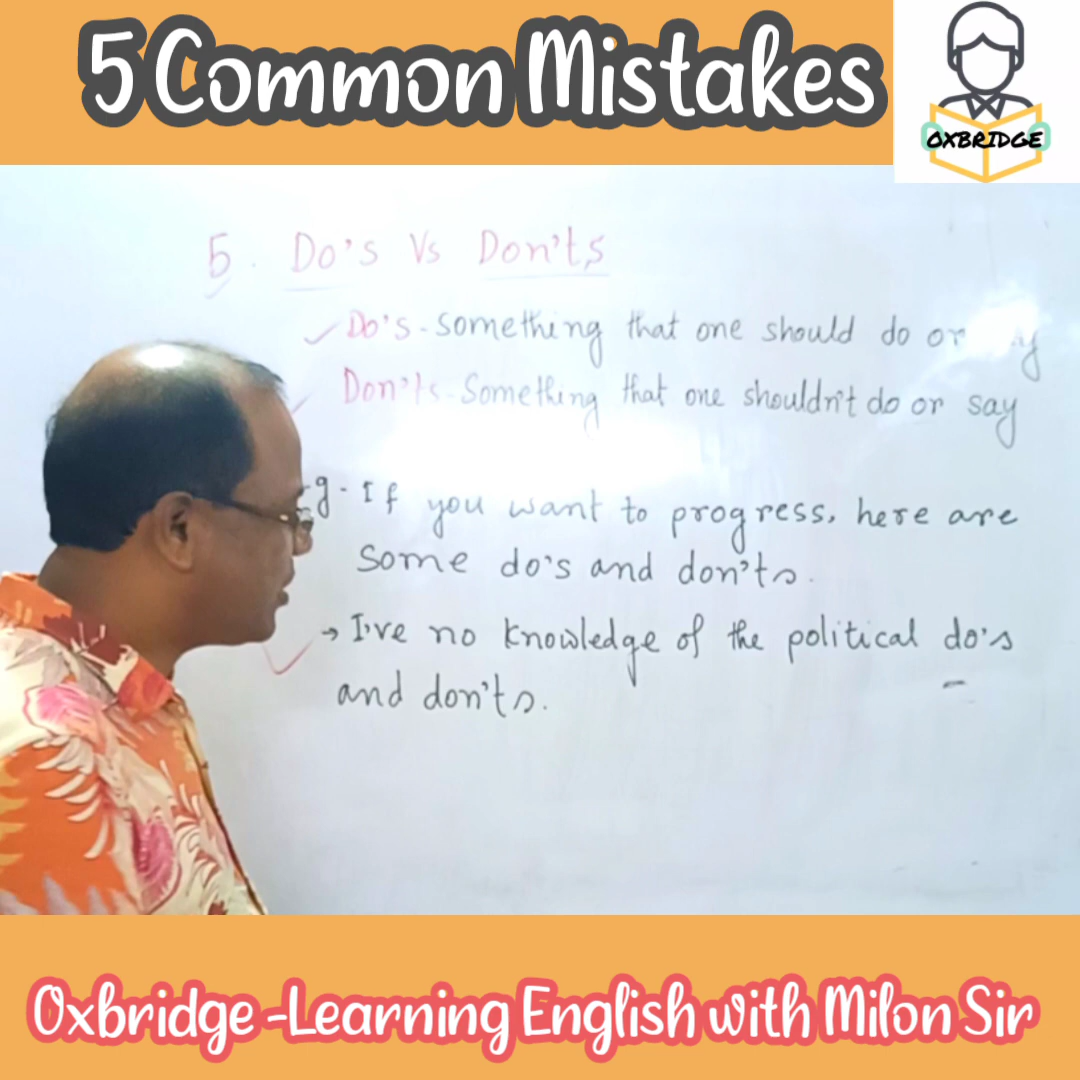 5 Common Mistakes
OXBRIDGE
5. Do's Vs Don'ts
Do's - something that one should do or
Don'ts - Something that one shouldn't do or say
g - If you want to progress, here are
some do's and don'ts.
→ I've no knowledge of the political do's
and don'ts.
Oxbridge - Learning English with Milon Sir